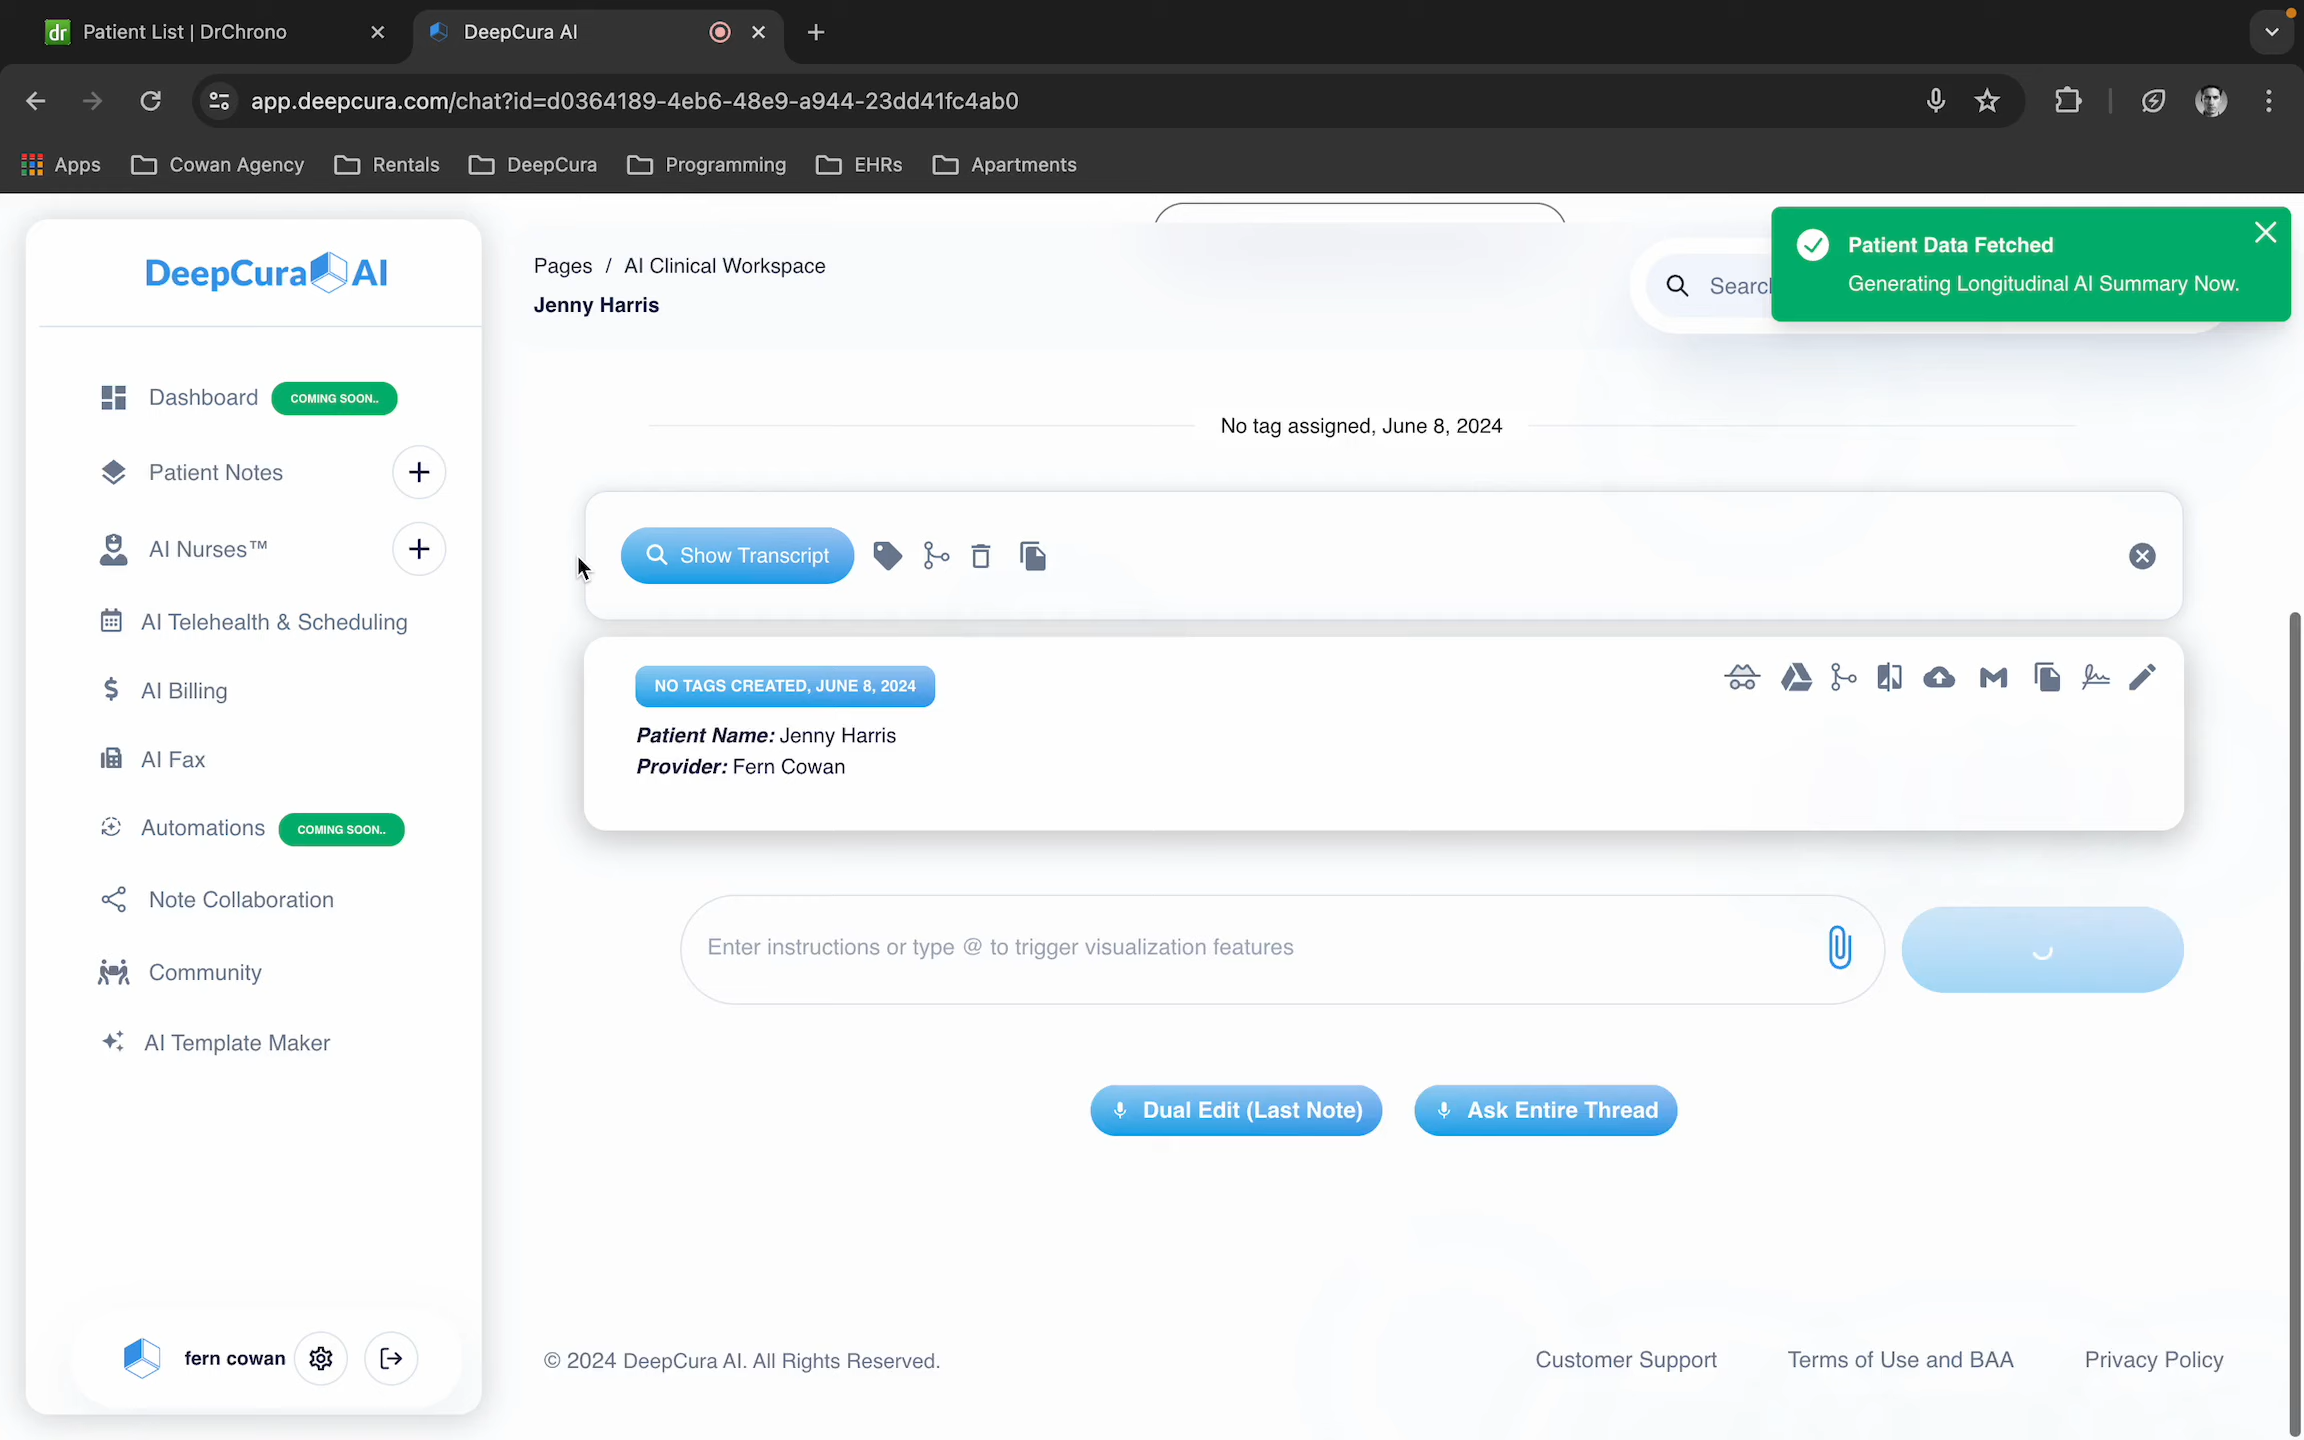 dr Patient List | DrChrono
DeepCura AI
app.deepcura.com/chat?id=d0364189-4eb6-48e9-a944-23dd41fc4ab0
Apps
Cowan Agency
Rentals
DeepCura
Programming
EHRs
Apartments
DeepCura AI
Dashboard
COMING SOON..
Patient Notes
AI Nurses™
AI Telehealth & Scheduling
AI Billing
AI Fax
Automations
COMING SOON..
Note Collaboration
Community
AI Template Maker
fern cowan
Pages / AI Clinical Workspace
Jenny Harris
Patient Data Fetched
Generating Longitudinal AI Summary Now.
No tag assigned, June 8, 2024
Show Transcript
NO TAGS CREATED, JUNE 8, 2024
Patient Name: Jenny Harris
Provider: Fern Cowan
Enter instructions or type @ to trigger visualization features
Dual Edit (Last Note)
Ask Entire Thread
© 2024 DeepCura AI. All Rights Reserved.
Customer Support
Terms of Use and BAA
Privacy Policy